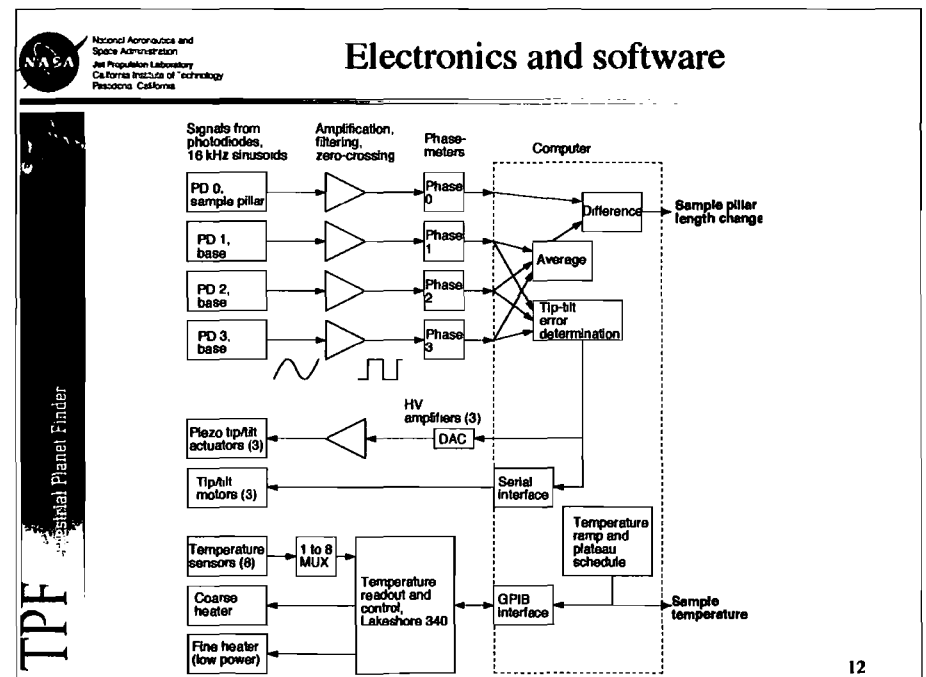 NASA
National Aeronautics and
Space Administration
Jet Propulsion Laboratory
California Institute of Technology
Pasadena, California
Electronics and software
Signals from
photodiodes,
16 kHz sinusoids
Amplification,
filtering,
zero-crossing
Phase-
meters
Computer
PD 0,
sample pillar
Phase
0
Difference
Sample pillar
length change
PD 1,
base
Phase
1
Average
PD 2,
base
Phase
2
Tip-tilt
error
determination
PD 3,
base
Phase
3
HV
amplifiers (3)
Piezo tip/tilt
actuators (3)
DAC
Tip/tilt
motors (3)
Serial
interface
Temperature
ramp and
plateau
schedule
Temperature
sensors (8)
1 to 8
MUX
Temperature
readout and
control,
Lakeshore 340
Coarse
heater
GPIB
interface
Sample
temperature
Fine heater
(low power)
TPF
Planet Finder
12